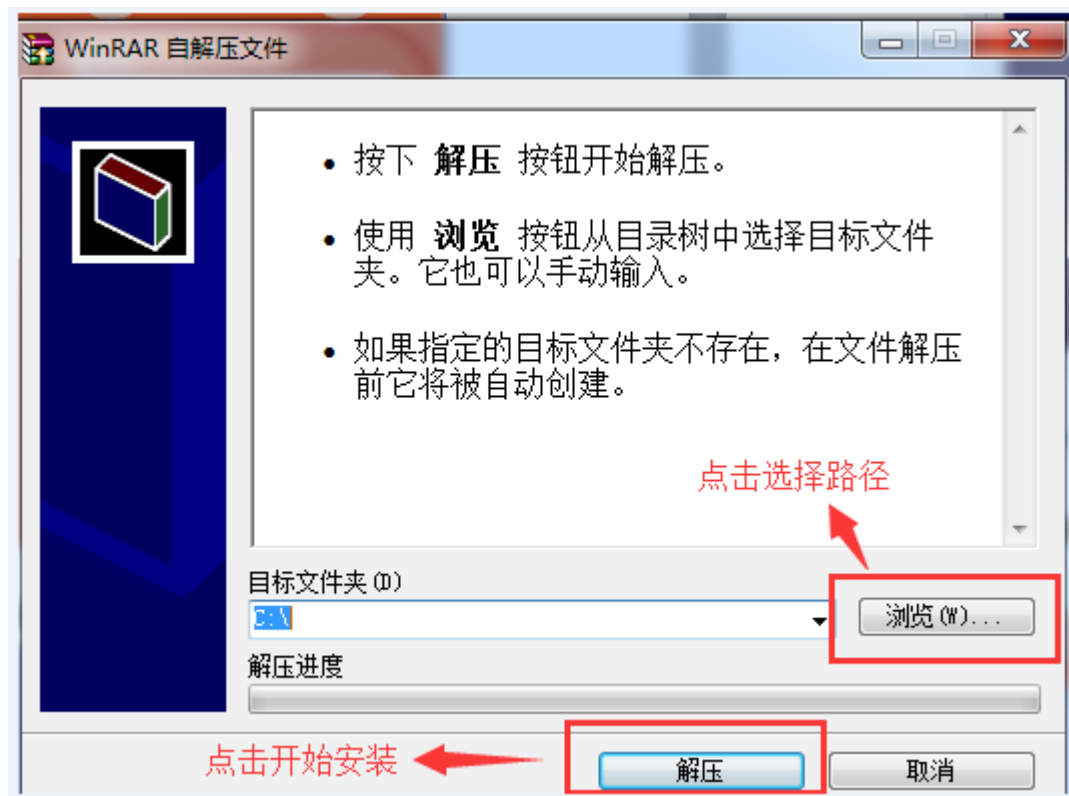 WinRAR 自解压文件
按下 解压 按钮开始解压。
使用 浏览 按钮从目录树中选择目标文件
夹。它也可以手动输入。
如果指定的目标文件夹不存在，在文件解压
前它将被自动创建。
点击选择路径
目标文件夹(D)
C:\
浏览(W)...
解压进度
点击开始安装
解压
取消